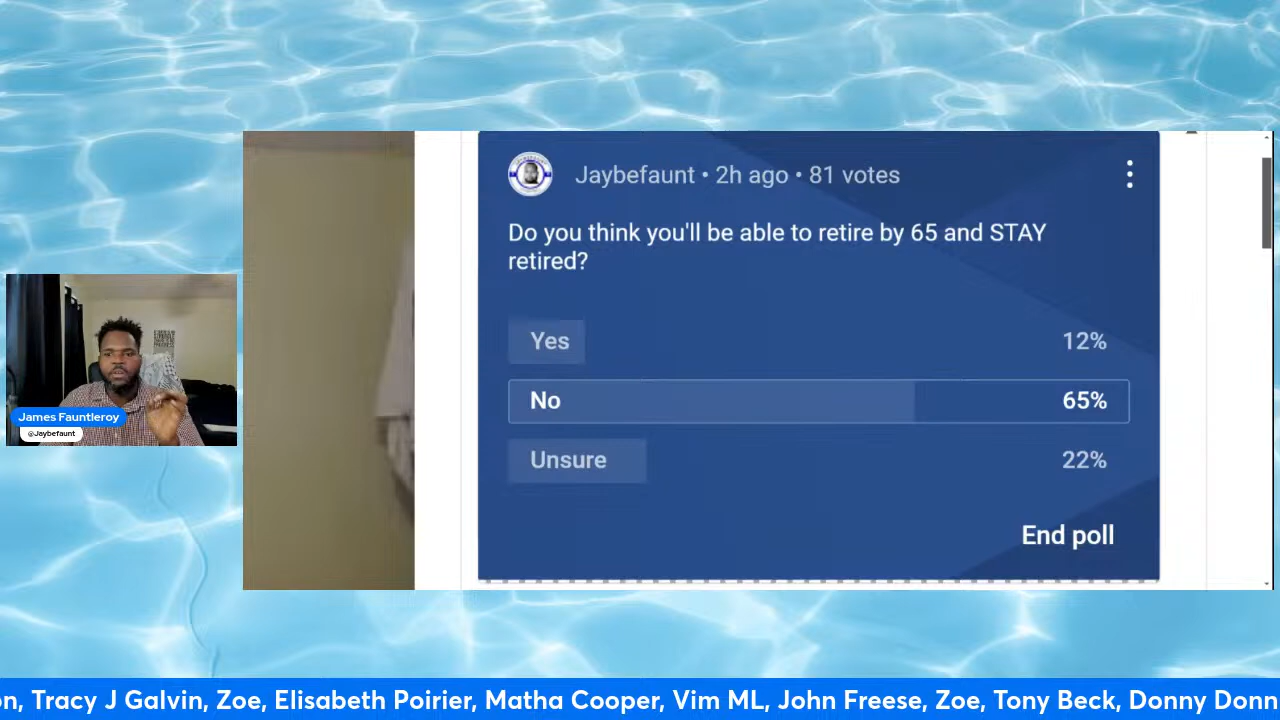 Jaybefaunt • 2h ago • 81 votes
Do you think you'll be able to retire by 65 and STAY
retired?
Yes 12%
No 65%
Unsure 22%
End poll
James Fauntleroy
@Jaybefaunt
on, Tracy J Galvin, Zoe, Elisabeth Poirier, Matha Cooper, Vim ML, John Freese, Zoe, Tony Beck, Donny Donn